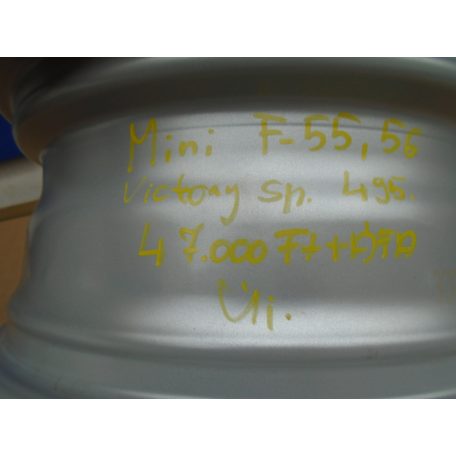 Mini F-55, 56
Victory sp. 495.
47.000 Ft + ÁFA
Új.